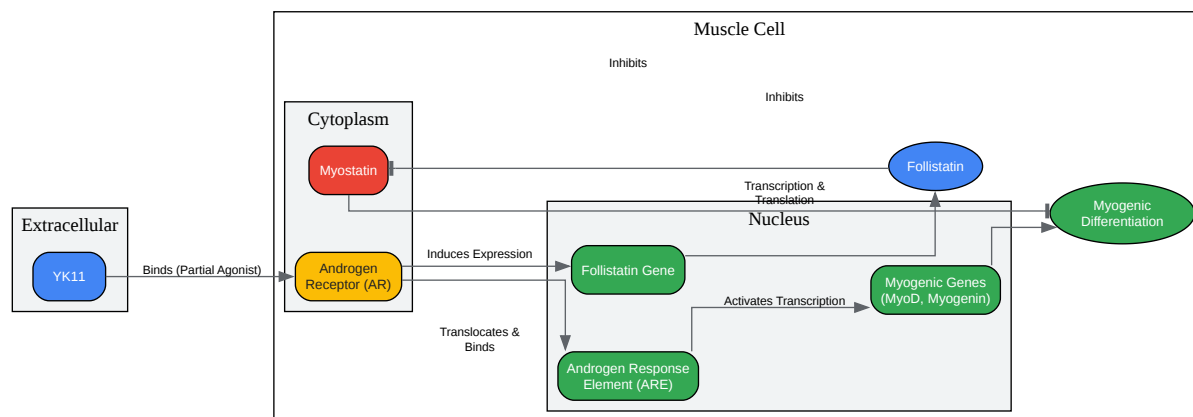 Muscle Cell
Inhibits
Inhibits
Cytoplasm
Myostatin
Follistatin
Transcription &
Translation
Myogenic
Differentiation
Extracellular
Nucleus
YK11
Binds (Partial Agonist)
Androgen
Receptor (AR)
Induces Expression
Follistatin Gene
Myogenic Genes
(MyoD, Myogenin)
Activates Transcription
Translocates &
Binds
Androgen Response
Element (ARE)